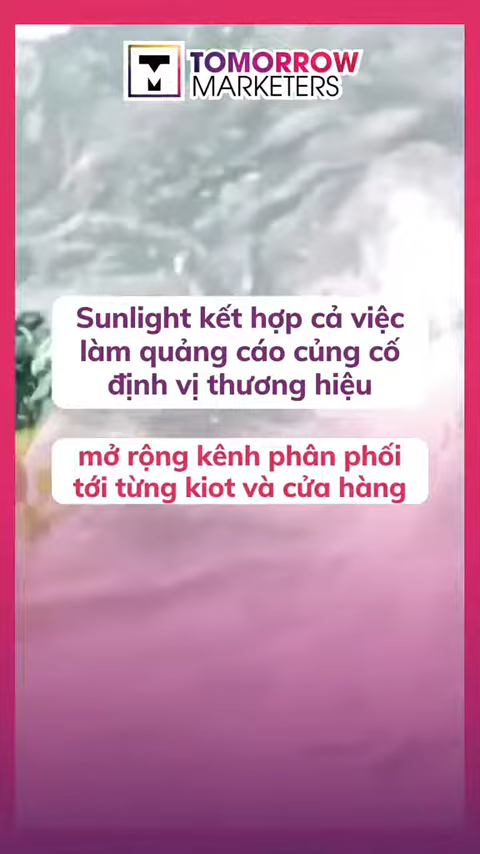 TOMORROW
MARKETERS
Sunlight kết hợp cả việc
làm quảng cáo củng cố
định vị thương hiệu
mở rộng kênh phân phối
tới từng kiot và cửa hàng